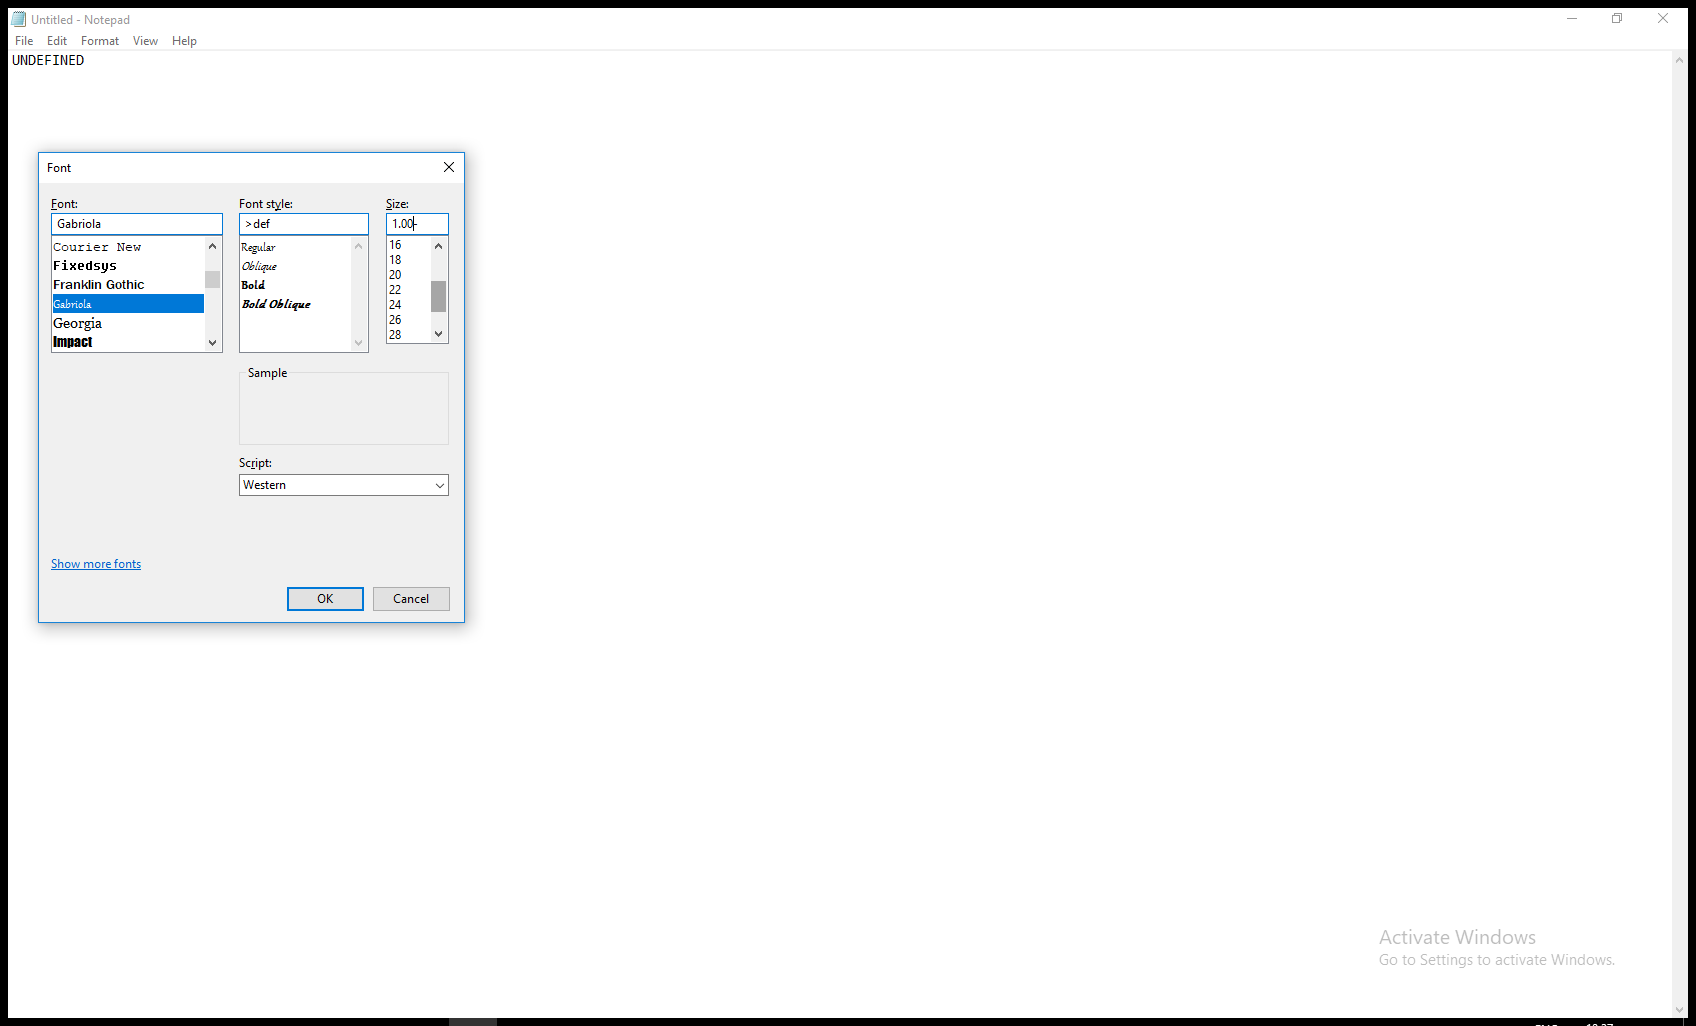 Untitled - Notepad
File Edit Format View Help
UNDEFINED
Font
Font: Font style: Size:
Gabriola >def 1.00-
Courier New
Fixedsys
Franklin Gothic
Gabriola
Georgia
Impact
Regular
Oblique
Bold
Bold Oblique
16
18
20
22
24
26
28
Sample
Script:
Western
Show more fonts
OK Cancel
Activate Windows
Go to Settings to activate Windows.